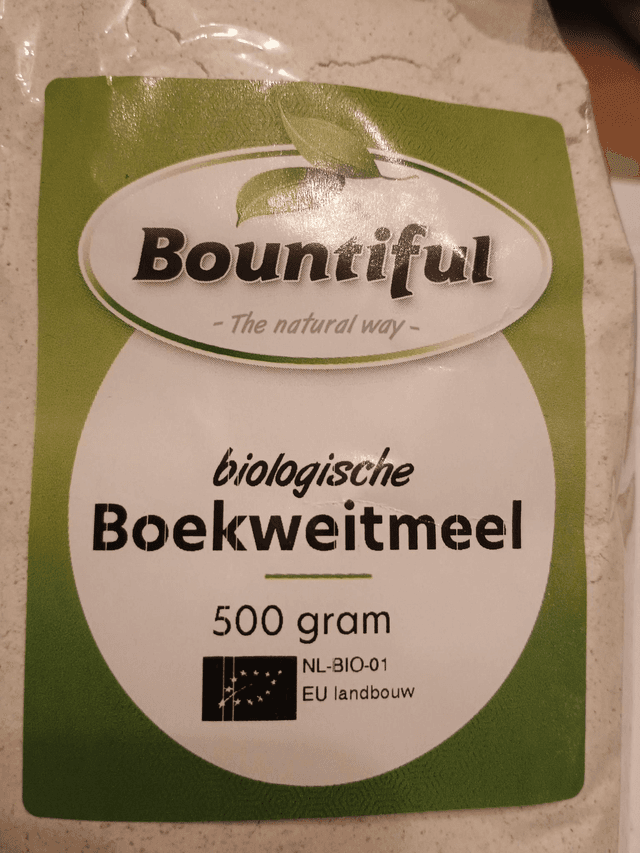 Bountiful
- The natural way -
biologische
Boekweitmeel
500 gram
NL-BIO-01
EU landbouw